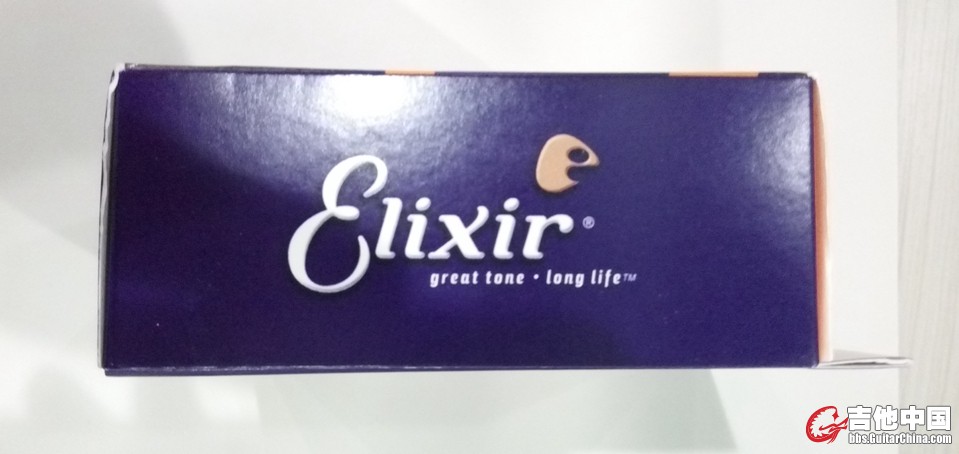 Elixir®
great tone • long life™
吉他中国
bbs.GuitarChina.com